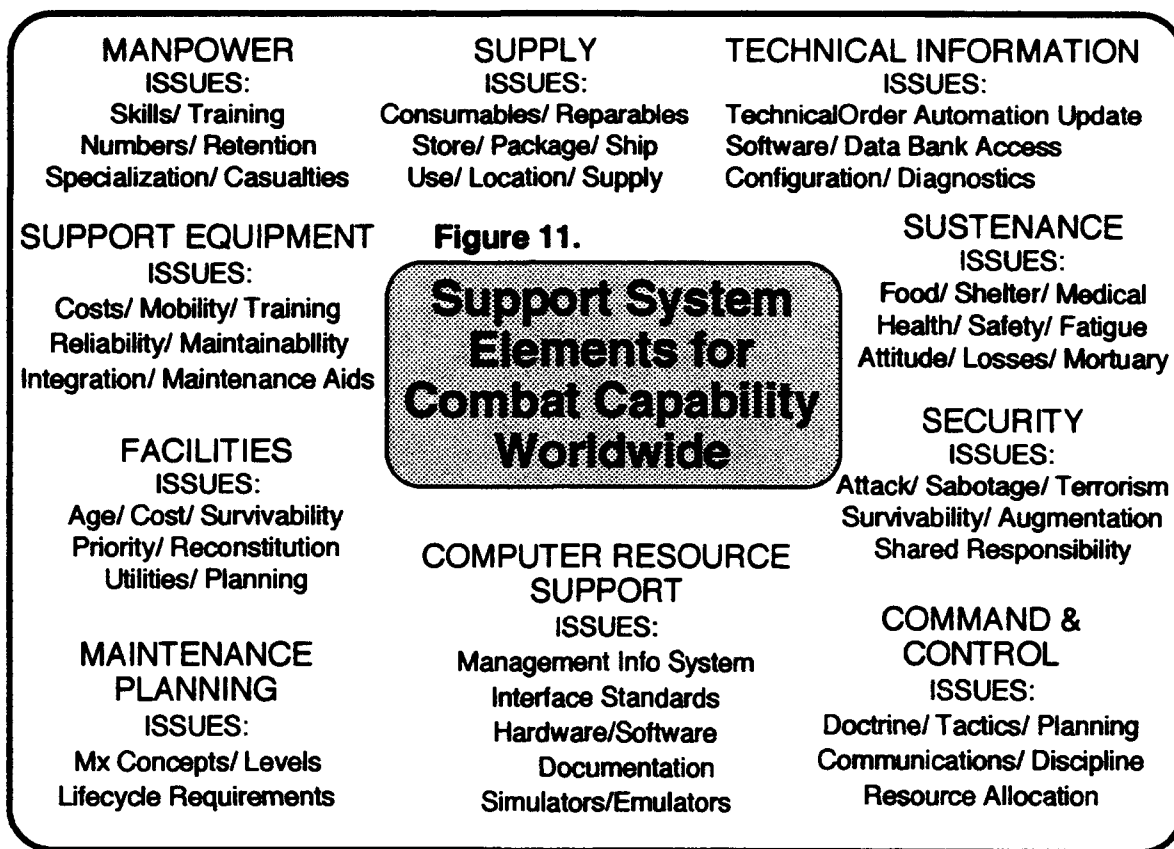 MANPOWER
ISSUES:
Skills/ Training
Numbers/ Retention
Specialization/ Casualties
SUPPLY
ISSUES:
Consumables/ Reparables
Store/ Package/ Ship
Use/ Location/ Supply
TECHNICAL INFORMATION
ISSUES:
TechnicalOrder Automation Update
Software/ Data Bank Access
Configuration/ Diagnostics
SUPPORT EQUIPMENT
ISSUES:
Costs/ Mobility/ Training
Reliability/ Maintainability
Integration/ Maintenance Aids
Figure 11.
Support System
Elements for
Combat Capability
Worldwide
SUSTENANCE
ISSUES:
Food/ Shelter/ Medical
Health/ Safety/ Fatigue
Attitude/ Losses/ Mortuary
FACILITIES
ISSUES:
Age/ Cost/ Survivability
Priority/ Reconstitution
Utilities/ Planning
SECURITY
ISSUES:
Attack/ Sabotage/ Terrorism
Survivability/ Augmentation
Shared Responsibility
MAINTENANCE
PLANNING
ISSUES:
Mx Concepts/ Levels
Lifecycle Requirements
COMPUTER RESOURCE
SUPPORT
ISSUES:
Management Info System
Interface Standards
Hardware/Software
Documentation
Simulators/Emulators
COMMAND &
CONTROL
ISSUES:
Doctrine/ Tactics/ Planning
Communications/ Discipline
Resource Allocation